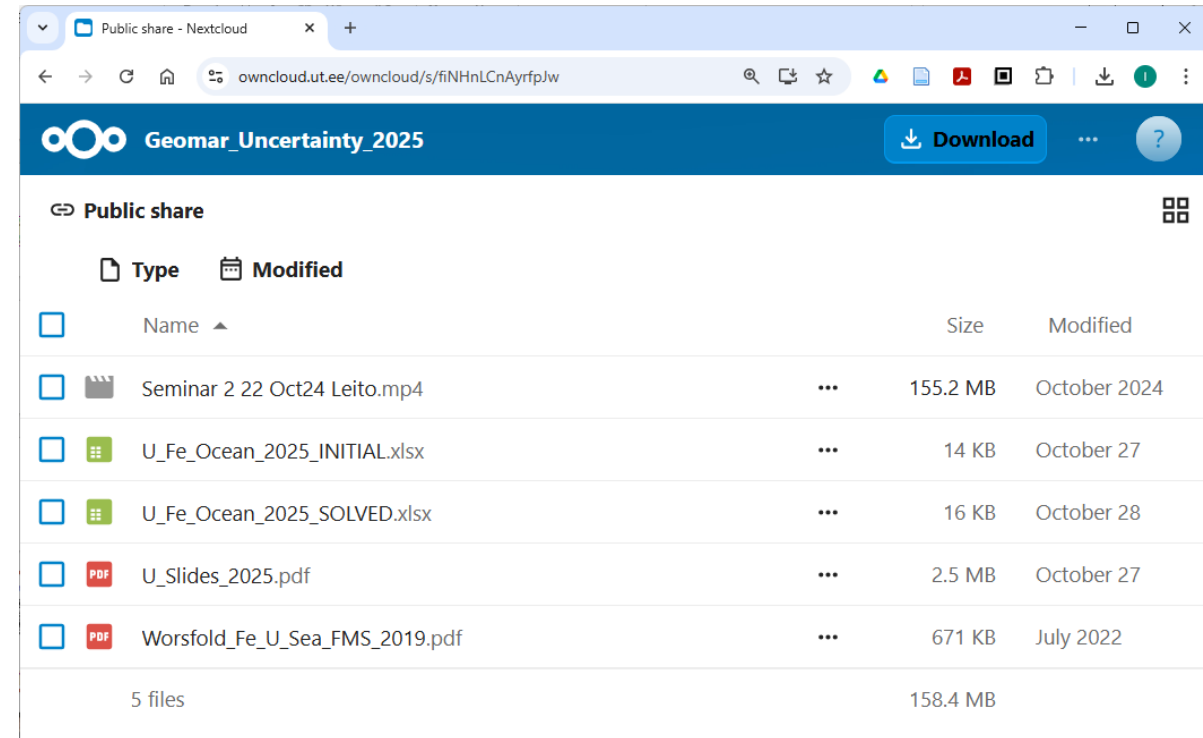 Public share - Nextcloud
owncloud.ut.ee/owncloud/s/fiNHnLCnAyrfpJw
I
Geomar_Uncertainty_2025
Download
?
Public share
Type Modified
Name Size Modified
Seminar 2 22 Oct24 Leito.mp4 155.2 MB October 2024
U_Fe_Ocean_2025_INITIAL.xlsx 14 KB October 27
U_Fe_Ocean_2025_SOLVED.xlsx 16 KB October 28
PDF U_Slides_2025.pdf 2.5 MB October 27
PDF Worsfold_Fe_U_Sea_FMS_2019.pdf 671 KB July 2022
5 files 158.4 MB